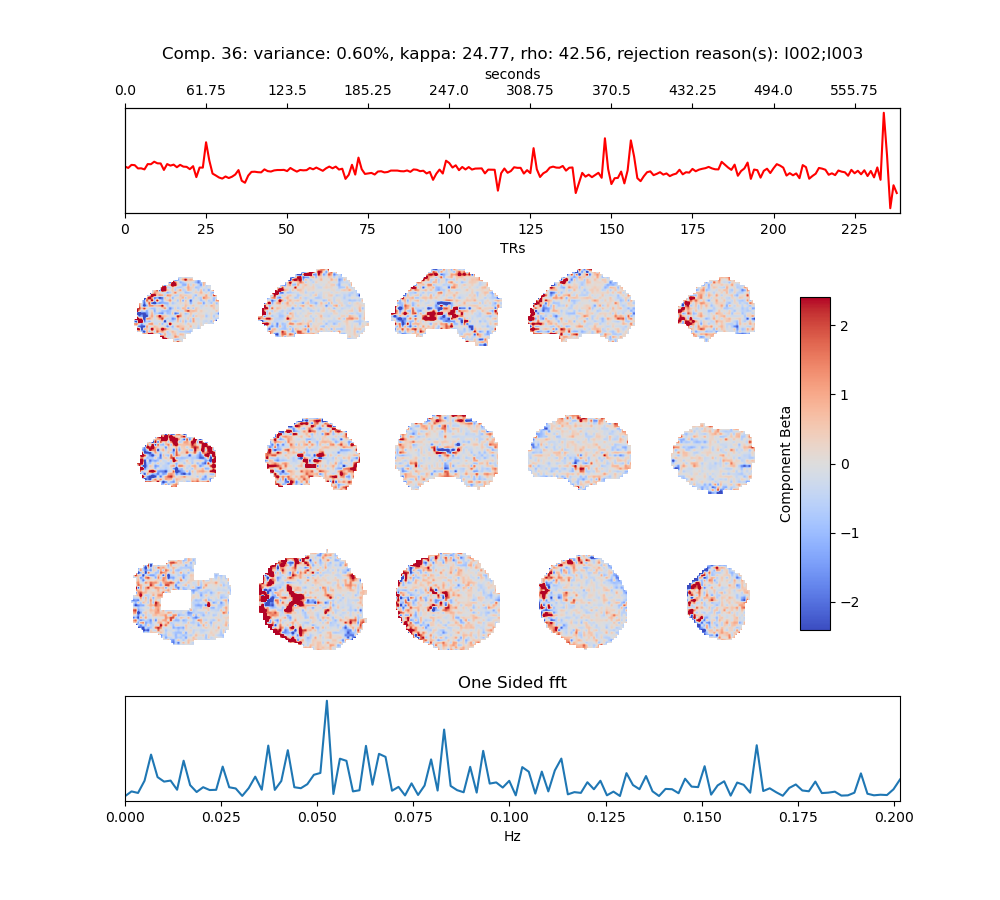 Comp. 36: variance: 0.60%, kappa: 24.77, rho: 42.56, rejection reason(s): I002;I003
seconds
0.0 61.75 123.5 185.25 247.0 308.75 370.5 432.25 494.0 555.75
0 25 50 75 100 125 150 175 200 225
TRs
2
1
0
−1
−2
Component Beta
One Sided fft
0.000 0.025 0.050 0.075 0.100 0.125 0.150 0.175 0.200
Hz